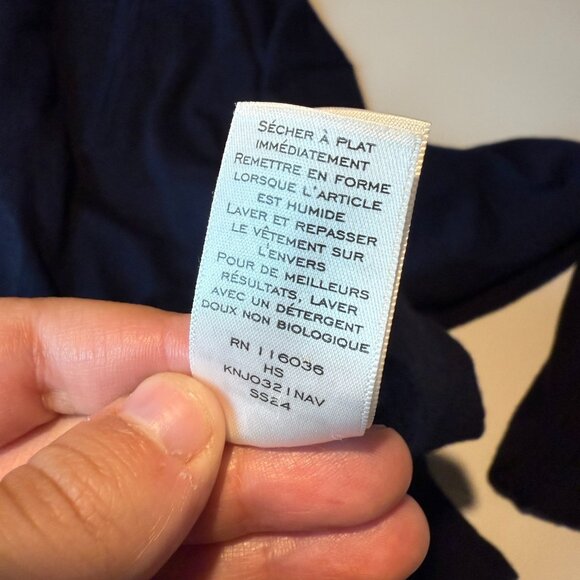 SÉCHER À PLAT
IMMÉDIATEMENT
REMETTRE EN FORME
LORSQUE L'ARTICLE
EST HUMIDE
LAVER ET REPASSER
LE VÊTEMENT SUR
L'ENVERS
POUR DE MEILLEURS
RÉSULTATS, LAVER
AVEC UN DÉTERGENT
DOUX NON BIOLOGIQUE
RN 116036
HS
KNJ0321NAV
SS24